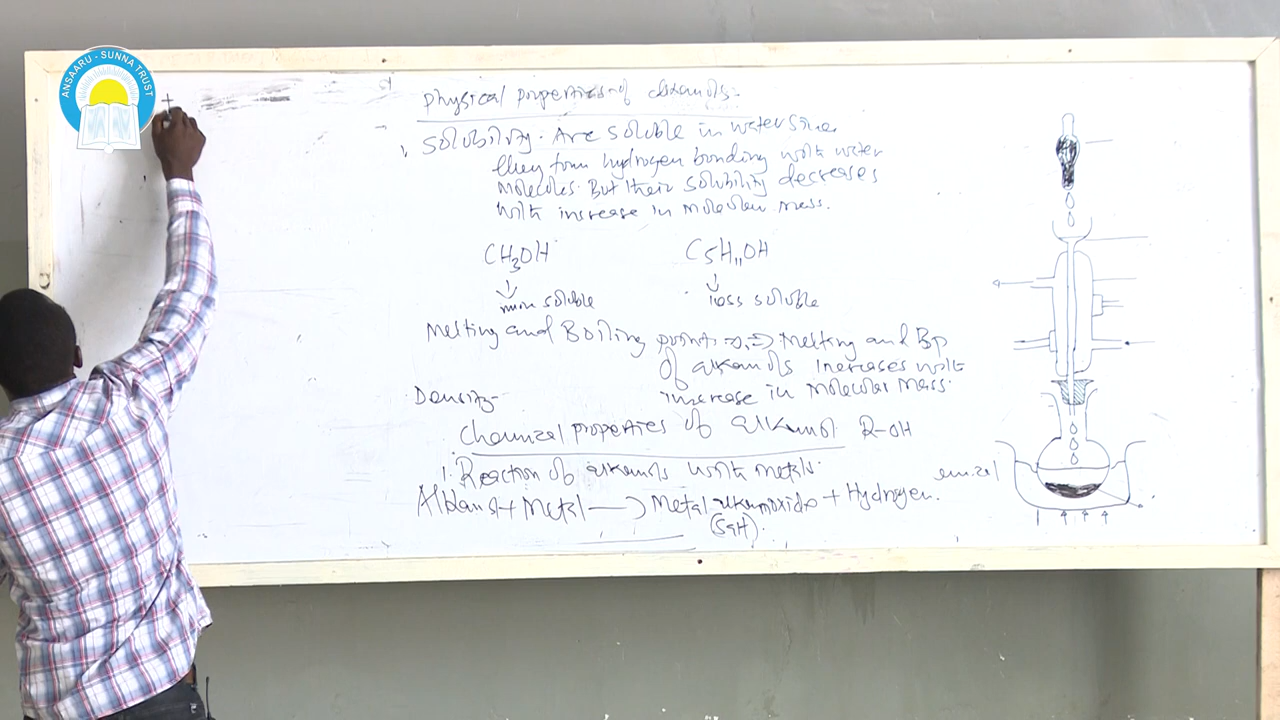 ANSAARU - SUNNA TRUST
physical properties of alkanols.
1, Solubility. Are soluble in water since
they form hydrogen bonding with water
molecules. But their solubility decreases
with increase in molecular mass.
CH3OH C5H11OH
more soluble less soluble
Melting and Boiling points => Melting and Bp
of alkanols increases with
increase in molecular mass.
Density-
Chemical properties of alkanol R-OH
1. Reaction of alkanols with metals.
Alkanol + Metal → Metal alkanoxide + Hydrogen.
(salt).